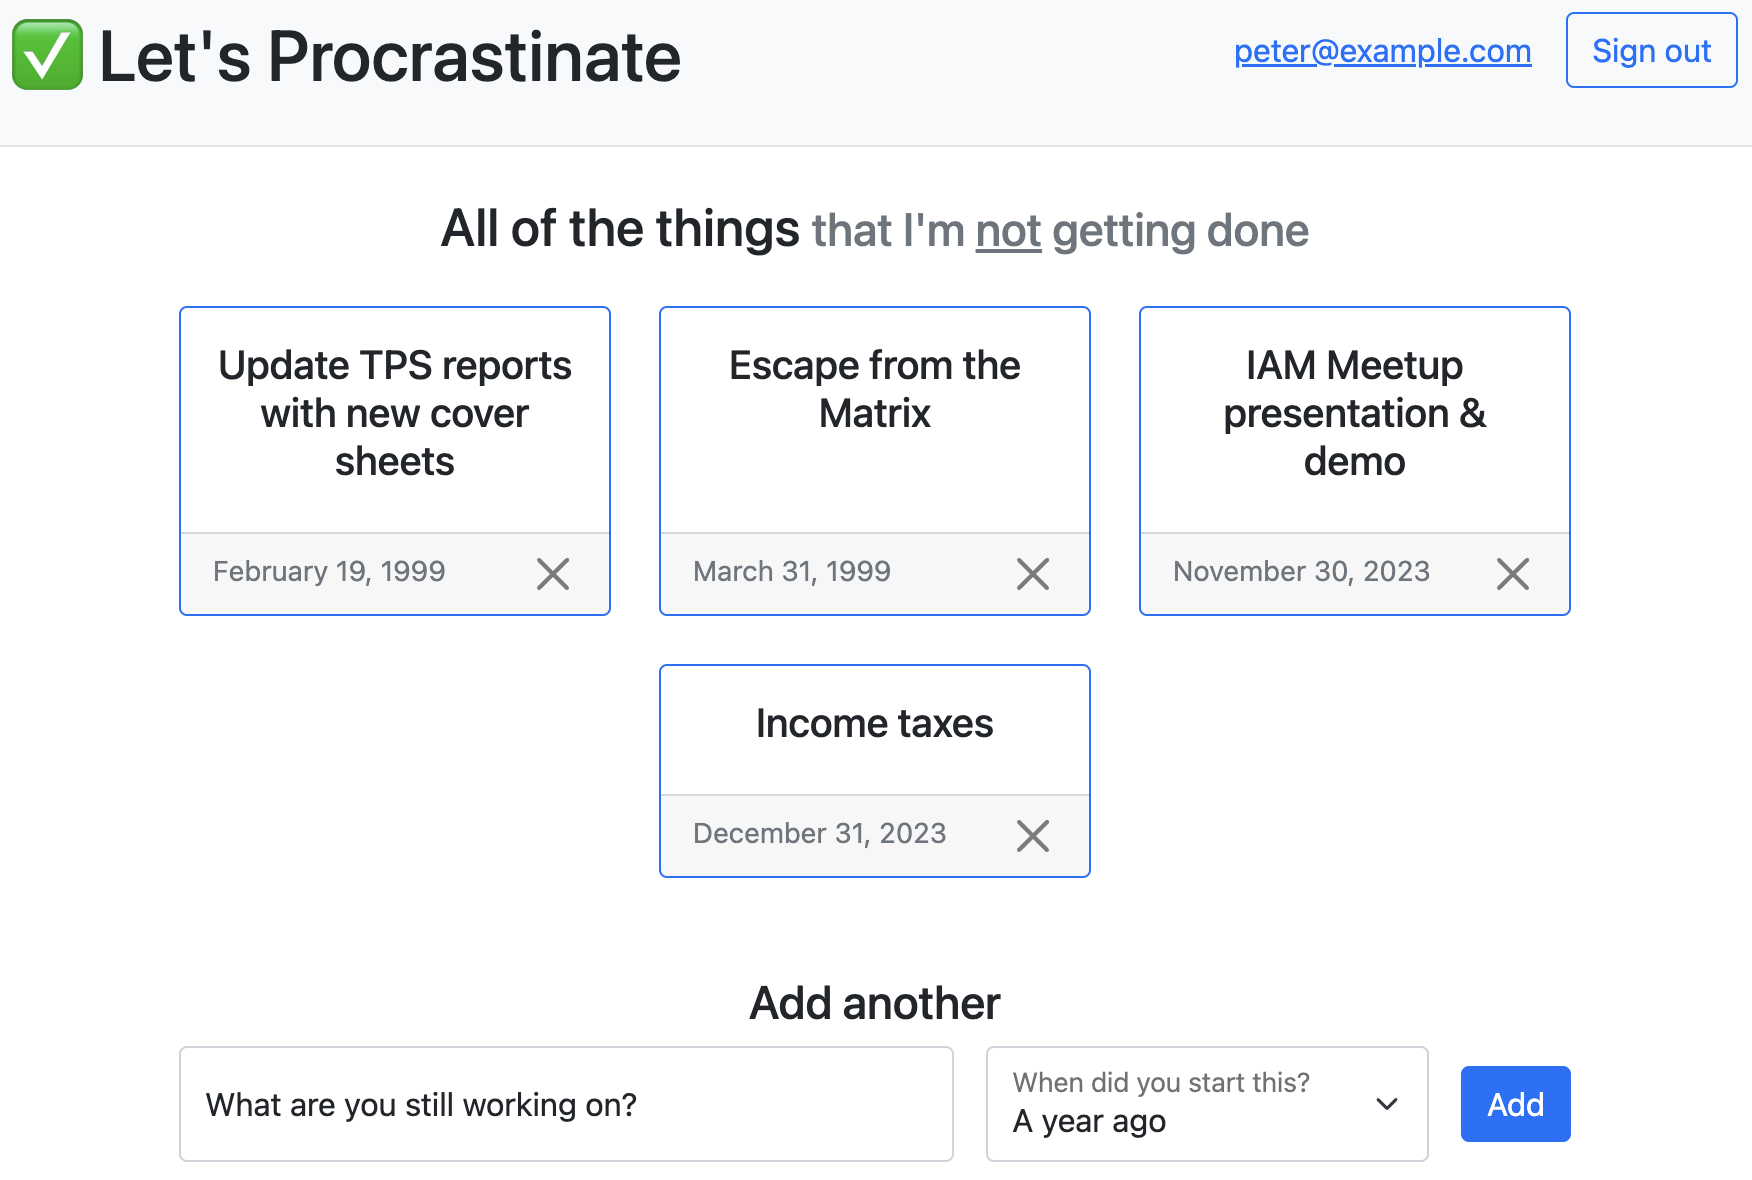 ✅ Let's Procrastinate
peter@example.com
Sign out
All of the things that I'm not getting done
Update TPS reports
with new cover
sheets
February 19, 1999
Escape from the
Matrix
March 31, 1999
IAM Meetup
presentation &
demo
November 30, 2023
Income taxes
December 31, 2023
Add another
What are you still working on?
When did you start this?
A year ago
Add